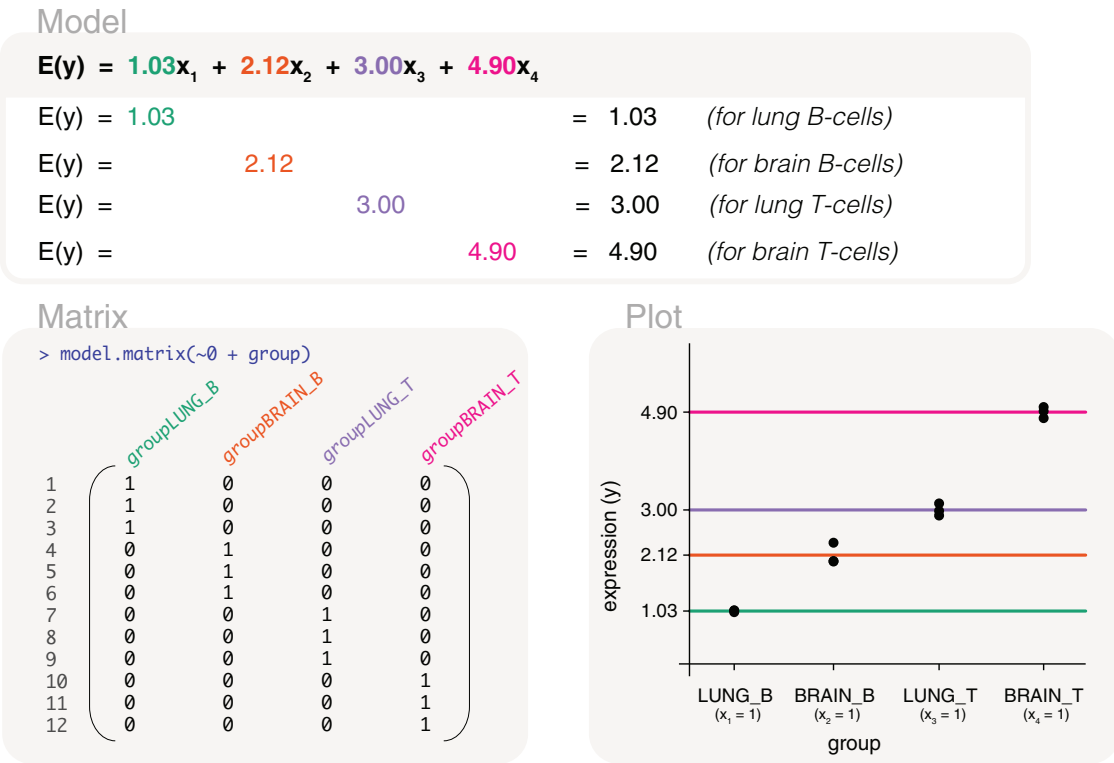 Model
E(y) = 1.03x₁ + 2.12x₂ + 3.00x₃ + 4.90x₄
E(y) = 1.03 = 1.03 (for lung B-cells)
E(y) = 2.12 = 2.12 (for brain B-cells)
E(y) = 3.00 = 3.00 (for lung T-cells)
E(y) = 4.90 = 4.90 (for brain T-cells)
Matrix
> model.matrix(~0 + group)
groupLUNG_B groupBRAIN_B groupLUNG_T groupBRAIN_T
1 1 0 0 0
2 1 0 0 0
3 1 0 0 0
4 0 1 0 0
5 0 1 0 0
6 0 1 0 0
7 0 0 1 0
8 0 0 1 0
9 0 0 1 0
10 0 0 0 1
11 0 0 0 1
12 0 0 0 1
Plot
expression (y)
4.90
3.00
2.12
1.03
LUNG_B BRAIN_B LUNG_T BRAIN_T
(x₁ = 1) (x₂ = 1) (x₃ = 1) (x₄ = 1)
group